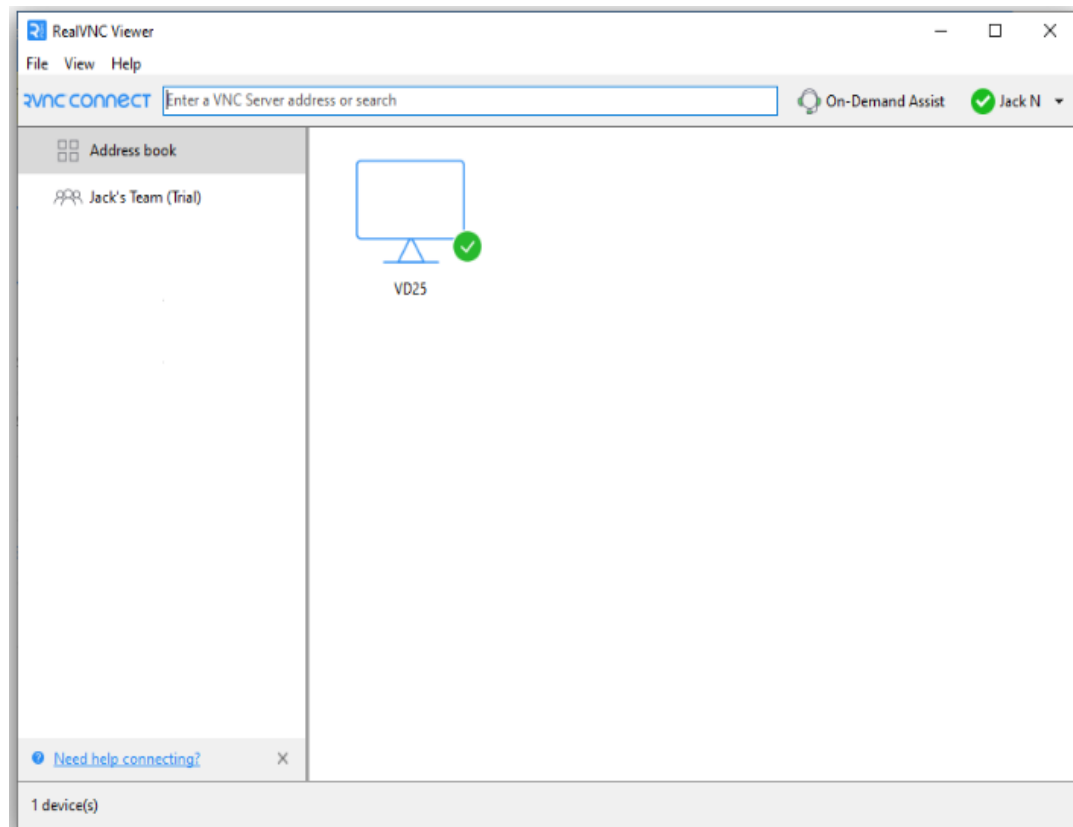 RealVNC Viewer
File View Help
RVNC CONNECT Enter a VNC Server address or search On-Demand Assist Jack N
Address book
Jack's Team (Trial)
VD25
Need help connecting?
1 device(s)